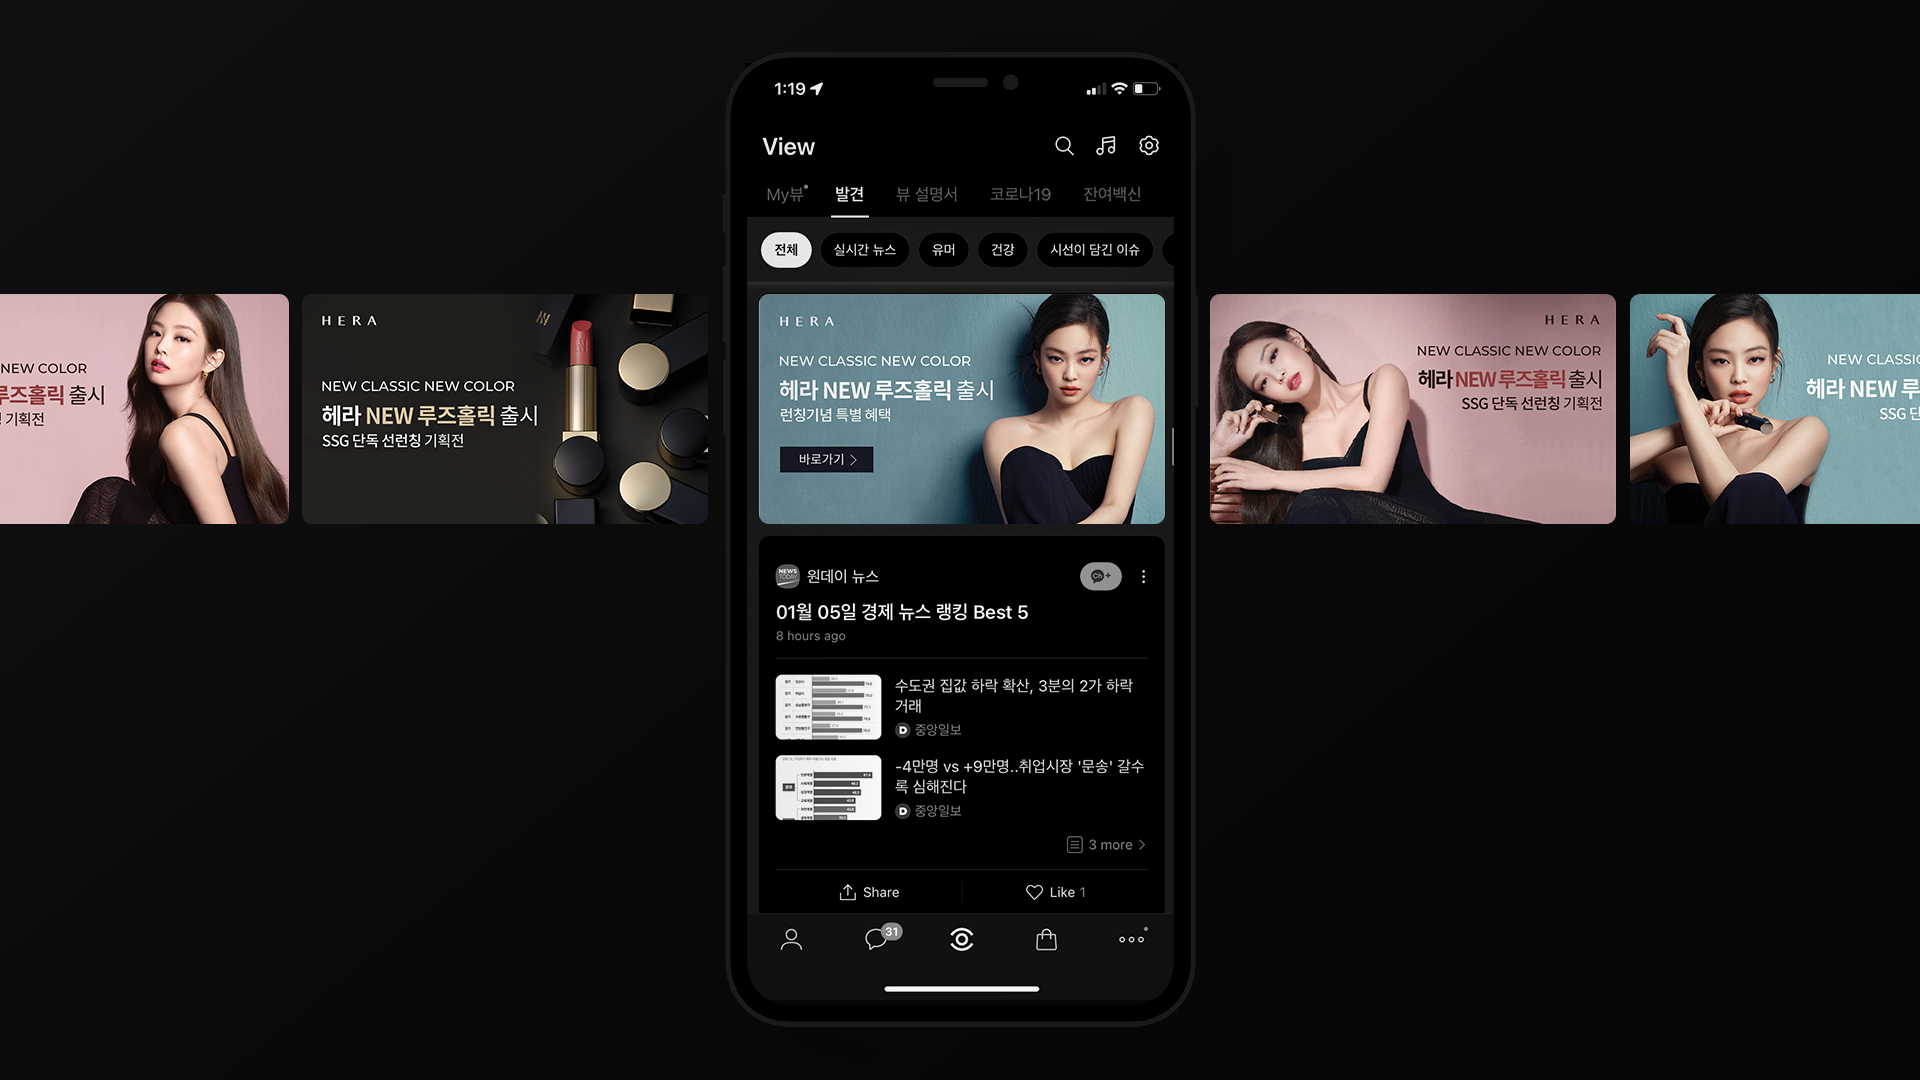 1:19
View
My뷰
발견
뷰 설명서
코로나19
잔여백신
전체
실시간 뉴스
유머
건강
시선이 담긴 이슈
NEW COLOR
루즈홀릭 출시
기획전
HERA
NEW CLASSIC NEW COLOR
헤라 NEW 루즈홀릭 출시
SSG 단독 선런칭 기획전
HERA
NEW CLASSIC NEW COLOR
헤라 NEW 루즈홀릭 출시
런칭기념 특별 혜택
바로가기
HERA
NEW CLASSIC NEW COLOR
헤라 NEW 루즈홀릭 출시
SSG 단독 선런칭 기획전
NEW CLASSIC
헤라 NEW 루
SSG 단
NEWS
TODAY
원데이 뉴스
Ch+
01월 05일 경제 뉴스 랭킹 Best 5
8 hours ago
수도권 집값 하락 확산, 3분의 2가 하락
거래
D 중앙일보
-4만명 vs +9만명..취업시장 '문송' 갈수
록 심해진다
D 중앙일보
3 more
Share
Like 1
31